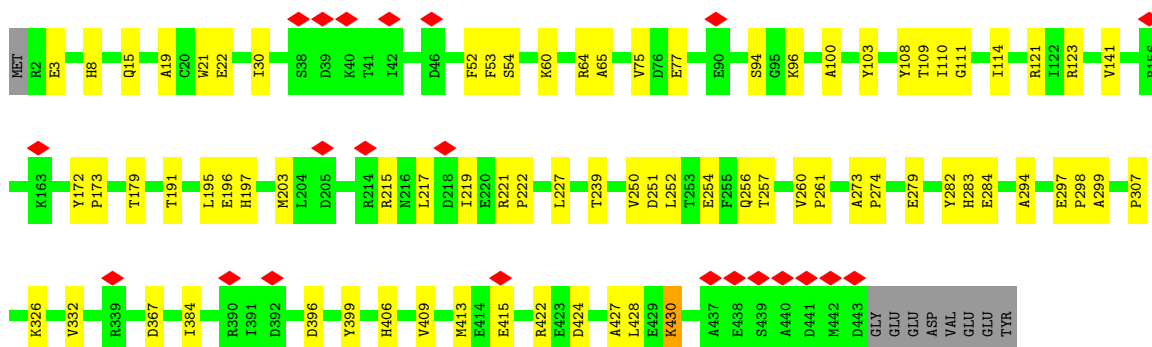 MET R2 E3 H8 Q15 A19 C20 W21 E22 I30 S38 D39 K40 T41 I42 D46 F52 F53 S54 K60 R64 A65 V75 D76 E77 E90 S94 G95 K96 A100 Y103 Y108 T109 I110 G111 I114 R121 I122 R123 V141
K163 Y172 P173 T179 T191 L195 E196 H197 M203 L204 D205 R214 R215 N216 L217 D218 I219 E220 R221 P222 L227 T239 V250 D251 L252 T253 E254 F255 Q256 T257 V260 P261 A273 P274 E279 Y282 H283 E284 A294 E297 P298 A299 P307
K326 V332 R339 D367 I384 R390 I391 D392 D396 Y399 H406 V409 M413 E414 E415 R422 E423 D424 A427 L428 E429 K430 A437 E438 S439 A440 D441 M442 D443 GLY GLU GLU ASP VAL GLU GLU TYR